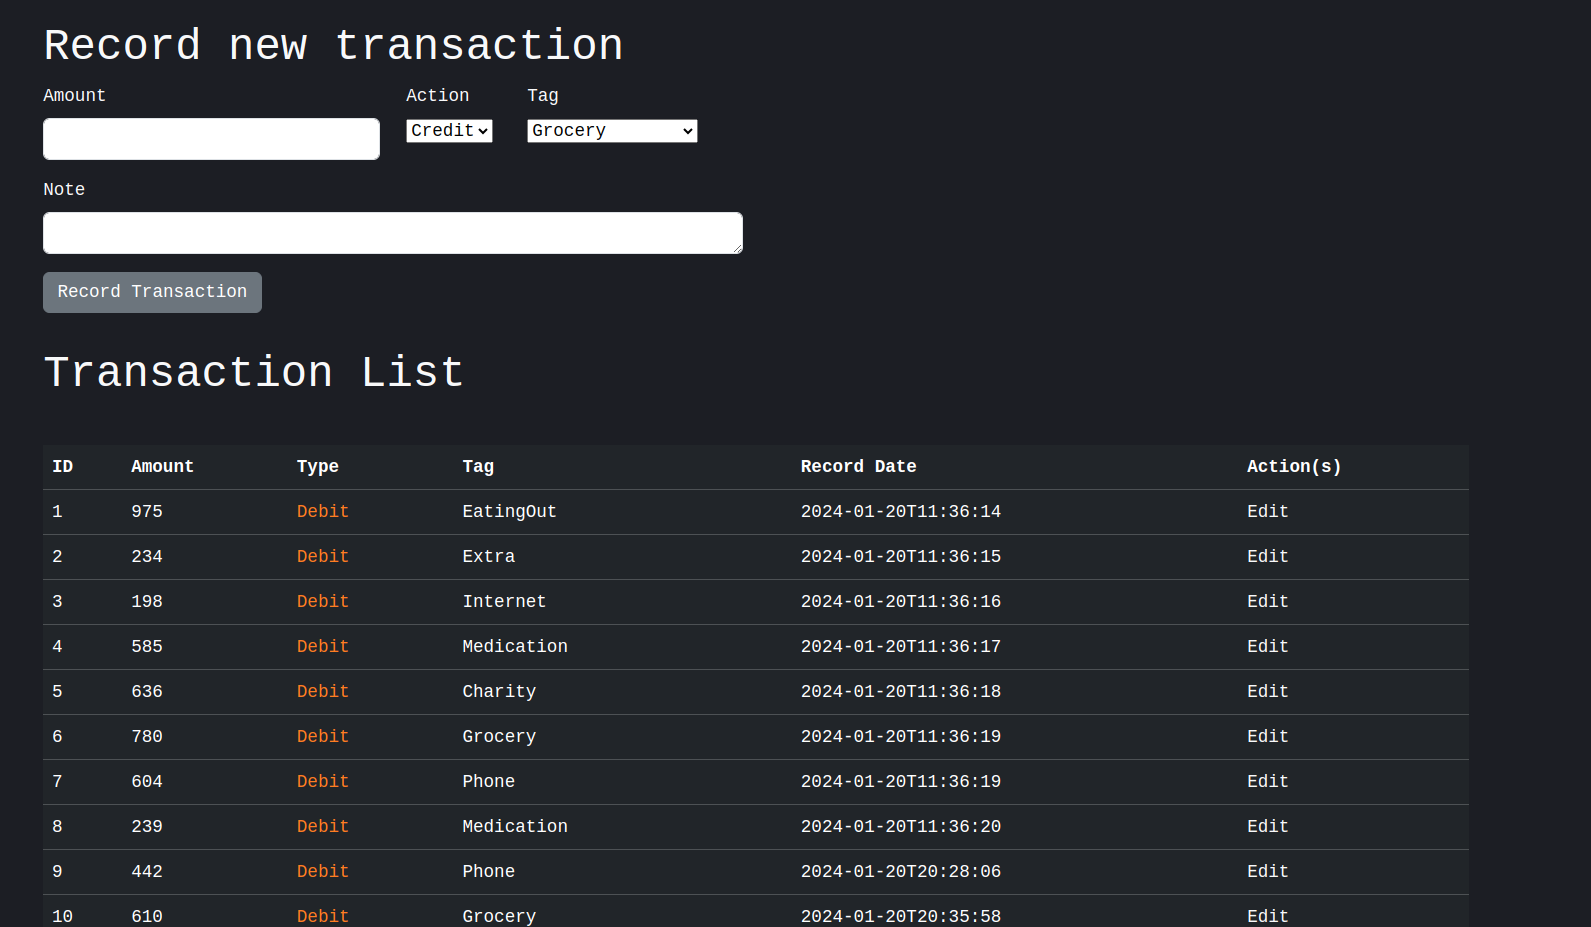 Record new transaction
Amount Action Tag
Credit Grocery
Note
Record Transaction
Transaction List
ID Amount Type Tag Record Date Action(s)
1 975 Debit EatingOut 2024-01-20T11:36:14 Edit
2 234 Debit Extra 2024-01-20T11:36:15 Edit
3 198 Debit Internet 2024-01-20T11:36:16 Edit
4 585 Debit Medication 2024-01-20T11:36:17 Edit
5 636 Debit Charity 2024-01-20T11:36:18 Edit
6 780 Debit Grocery 2024-01-20T11:36:19 Edit
7 604 Debit Phone 2024-01-20T11:36:19 Edit
8 239 Debit Medication 2024-01-20T11:36:20 Edit
9 442 Debit Phone 2024-01-20T20:28:06 Edit
10 610 Debit Grocery 2024-01-20T20:35:58 Edit